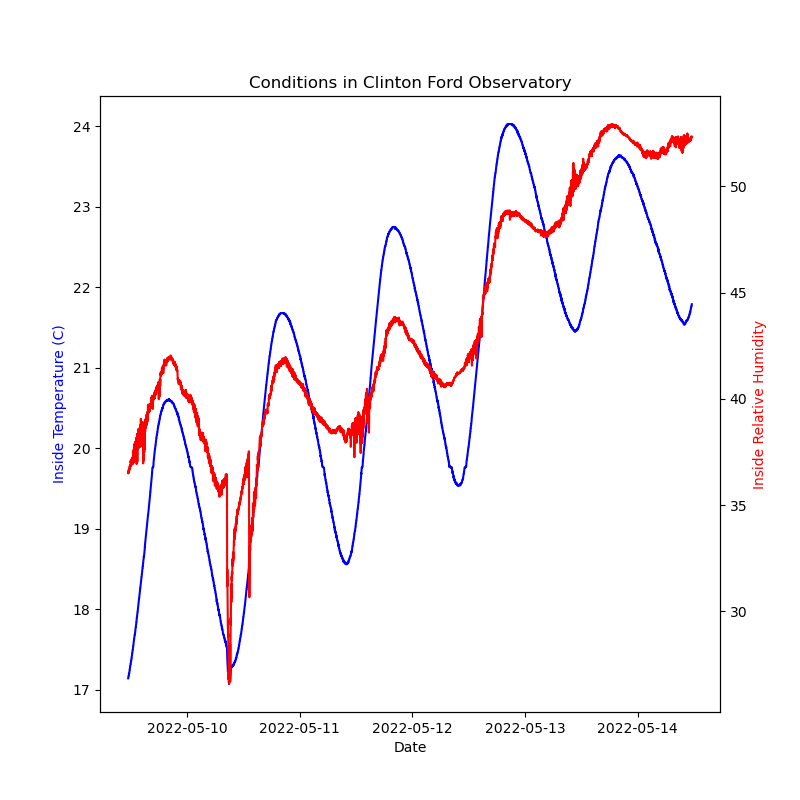 Conditions in Clinton Ford Observatory
24
23
22
21
20
19
18
17
Inside Temperature (C)
50
45
40
35
30
Inside Relative Humidity
2022-05-10 2022-05-11 2022-05-12 2022-05-13 2022-05-14
Date